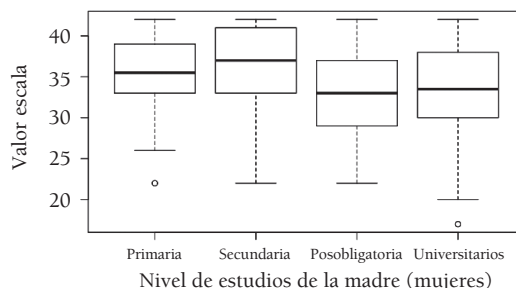 Valor escala
40
35
30
25
20
Primaria Secundaria Posobligatoria Universitarios
Nivel de estudios de la madre (mujeres)